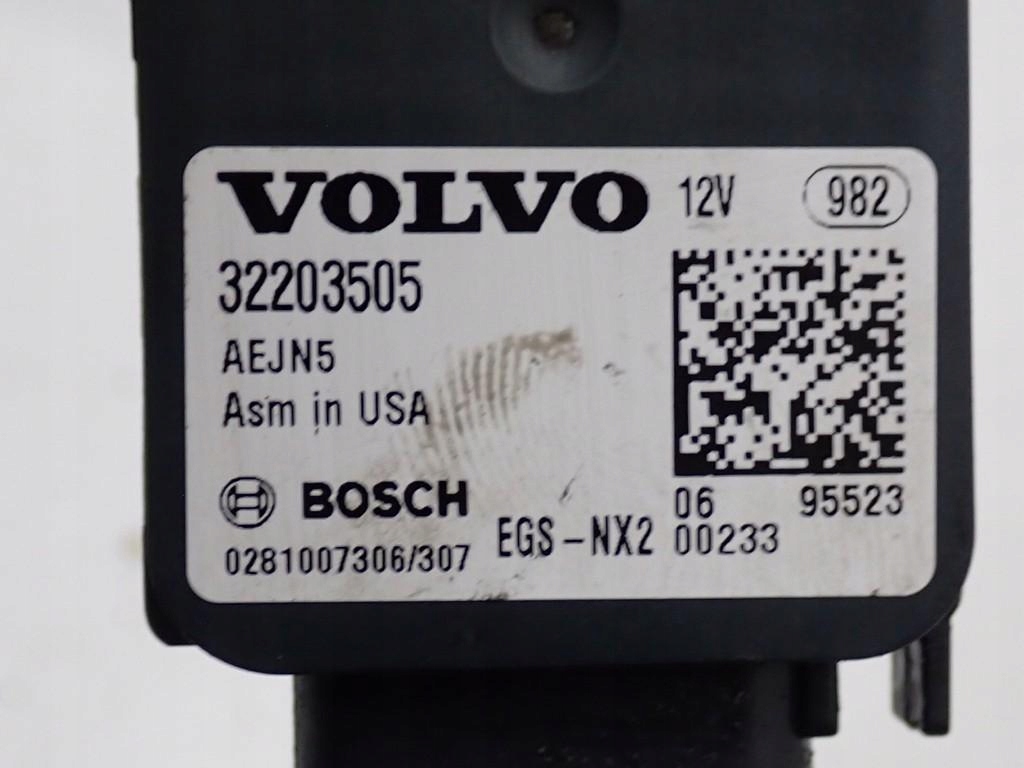 VOLVO 12V 982
32203505
AEJN5
Asm in USA
BOSCH
0281007306/307
EGS-NX2
06 95523
00233